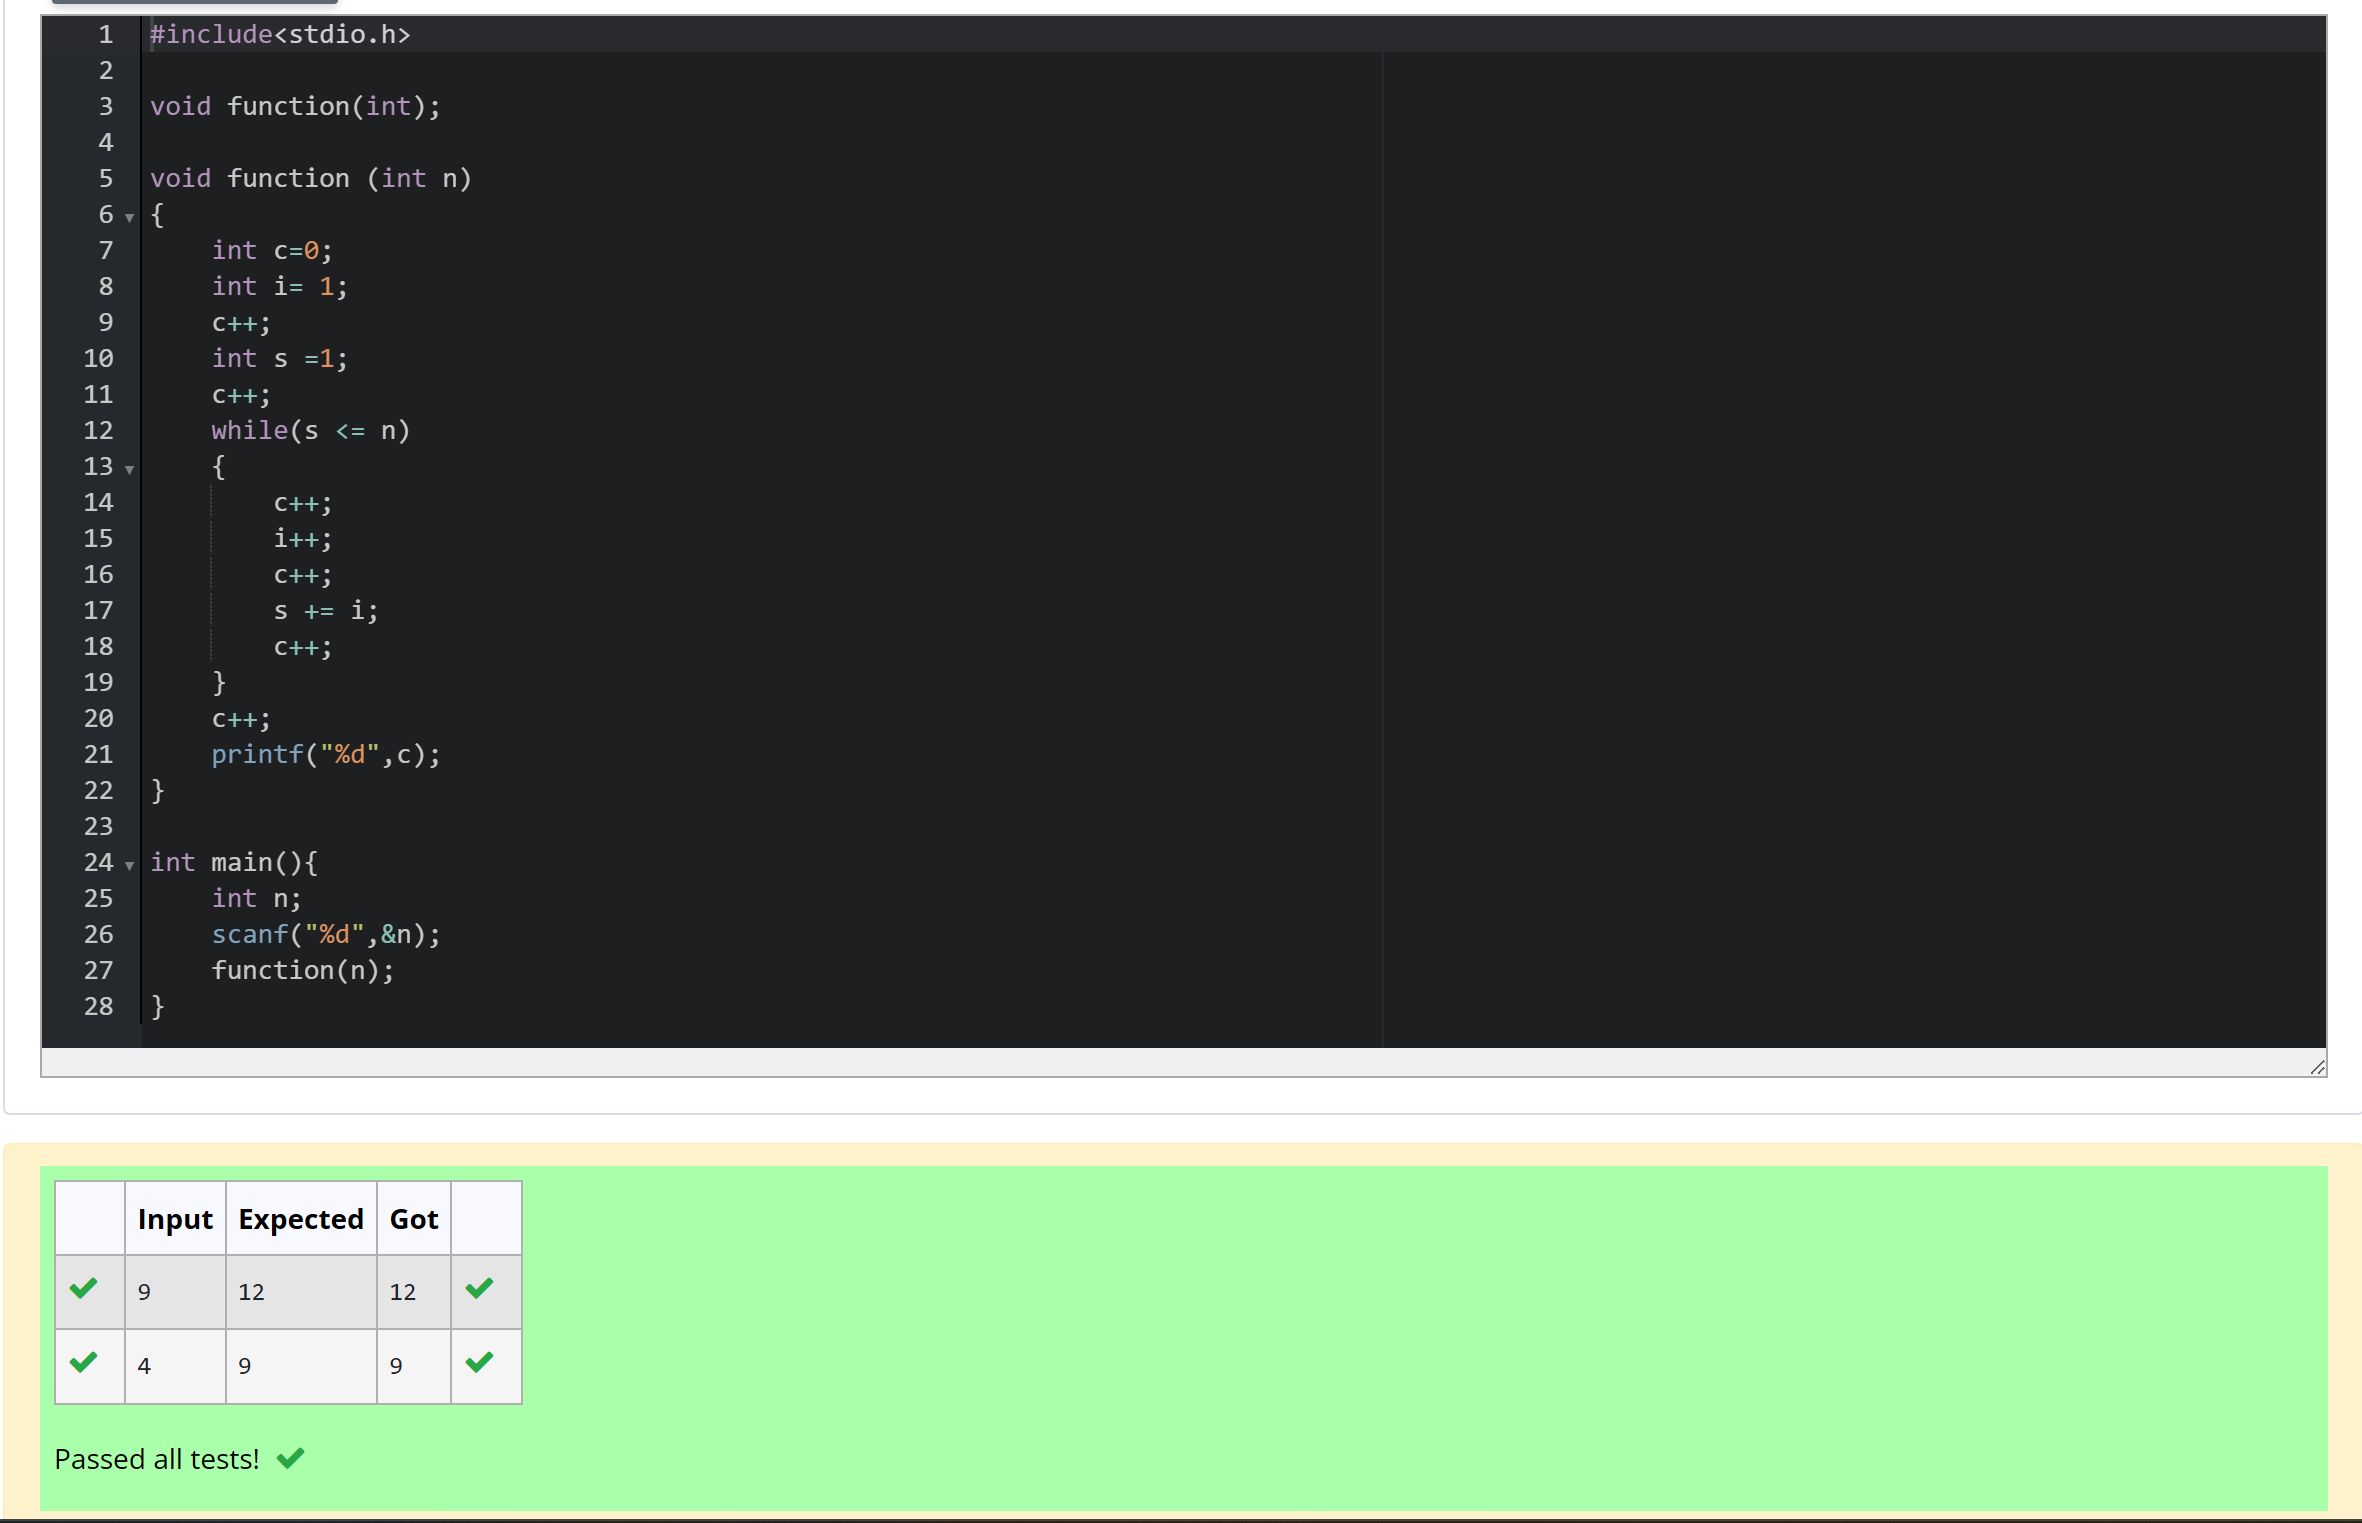 1 #include<stdio.h>
2
3 void function(int);
4
5 void function (int n)
6 {
7     int c=0;
8     int i= 1;
9     c++;
10     int s =1;
11     c++;
12     while(s <= n)
13     {
14         c++;
15         i++;
16         c++;
17         s += i;
18         c++;
19     }
20     c++;
21     printf("%d",c);
22 }
23
24 int main(){
25     int n;
26     scanf("%d",&n);
27     function(n);
28 }
Input Expected Got
9 12 12
4 9 9
Passed all tests!